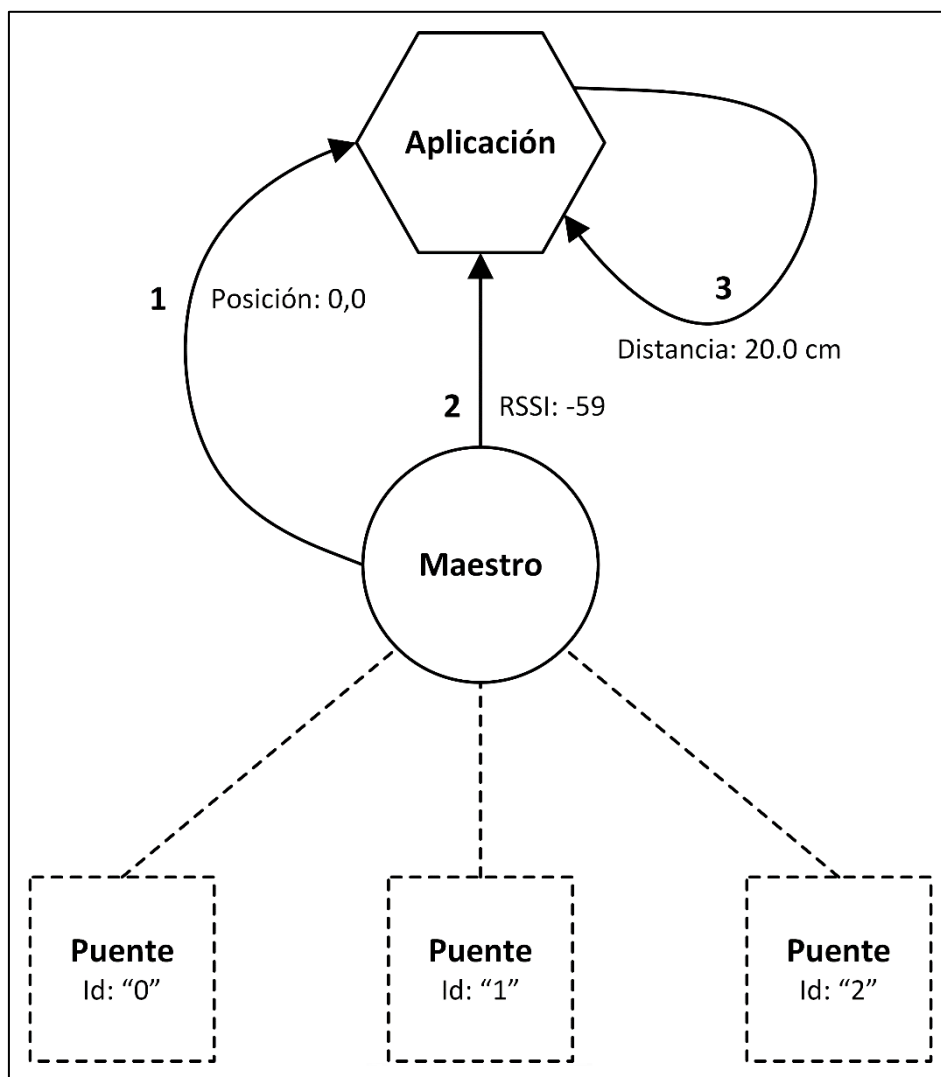 Aplicación
1
Posición: 0,0
3
Distancia: 20.0 cm
2
RSSI: -59
Maestro
Puente
Id: “0”
Puente
Id: “1”
Puente
Id: “2”